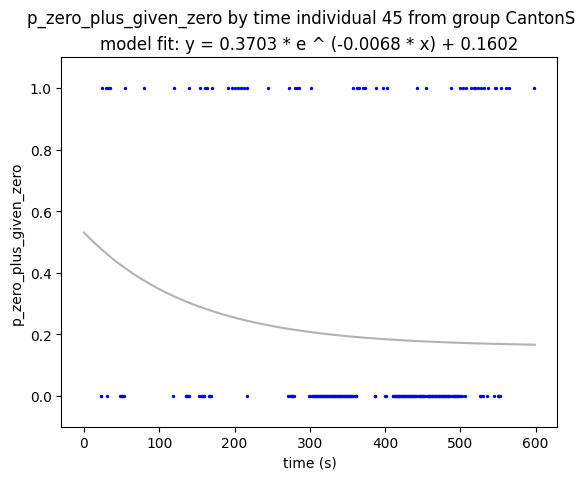 p_zero_plus_given_zero by time individual 45 from group CantonS
model fit: y = 0.3703 * e ^ (-0.0068 * x) + 0.1602
1.0
0.8
0.6
0.4
0.2
0.0
p_zero_plus_given_zero
0 100 200 300 400 500 600
time (s)